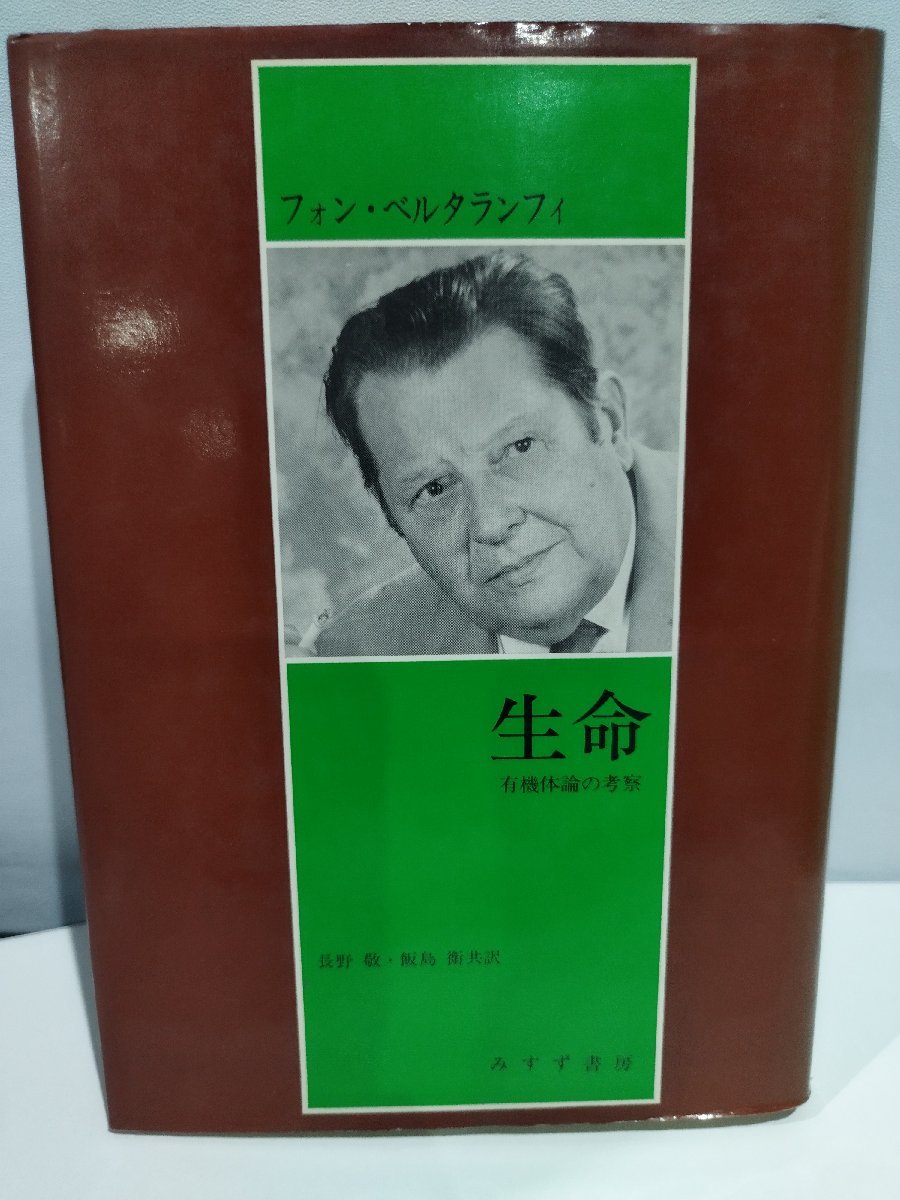 フォン・ベルタランフィ
生命
有機体論の考察
長野 敬・飯島 衛共訳
みすず書房